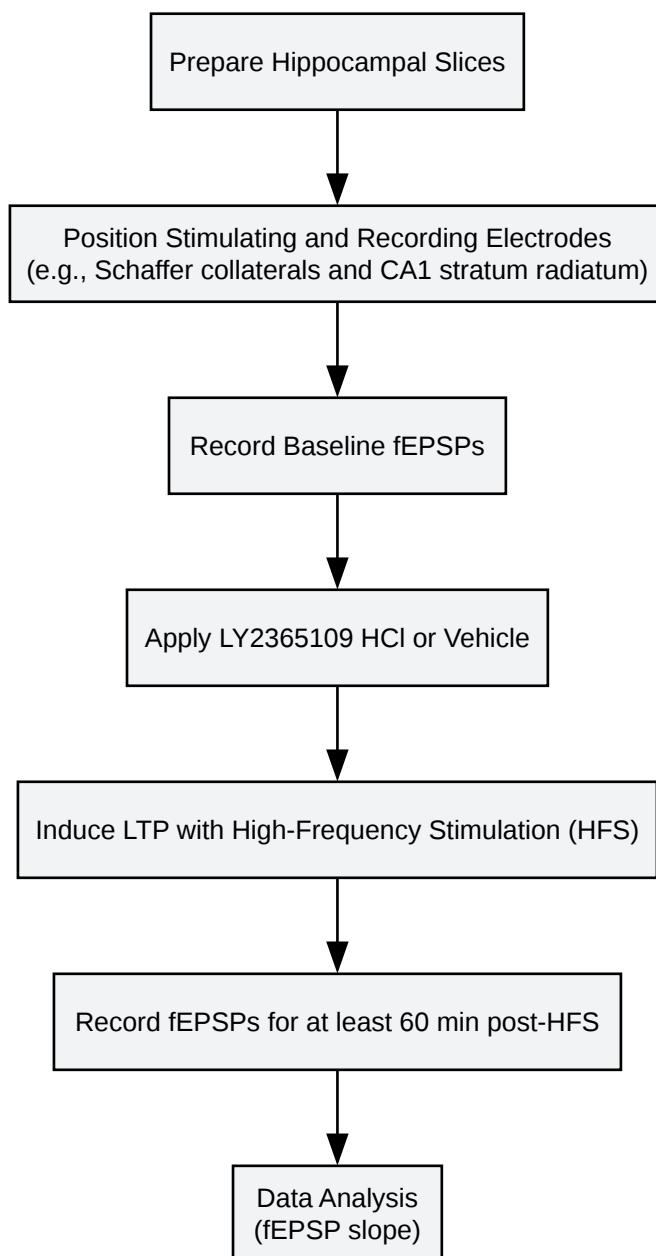 Prepare Hippocampal Slices
Position Stimulating and Recording Electrodes
(e.g., Schaffer collaterals and CA1 stratum radiatum)
Record Baseline fEPSPs
Apply LY2365109 HCl or Vehicle
Induce LTP with High-Frequency Stimulation (HFS)
Record fEPSPs for at least 60 min post-HFS
Data Analysis
(fEPSP slope)